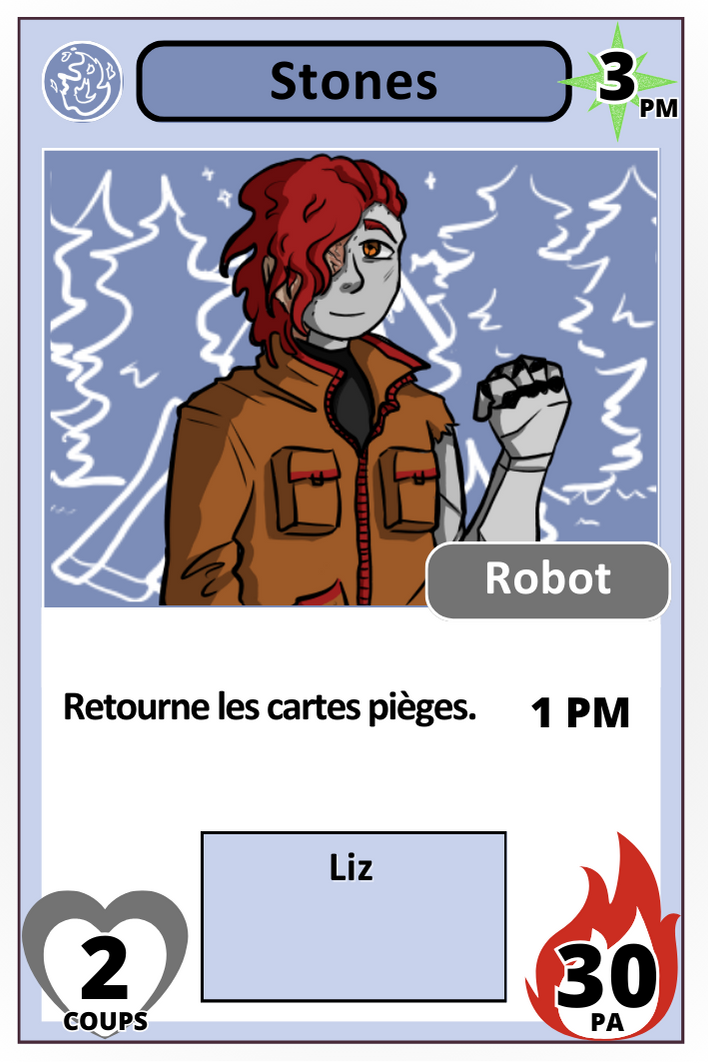 Stones
3
PM
Robot
Retourne les cartes pièges. 1 PM
Liz
2
COUPS
30
PA